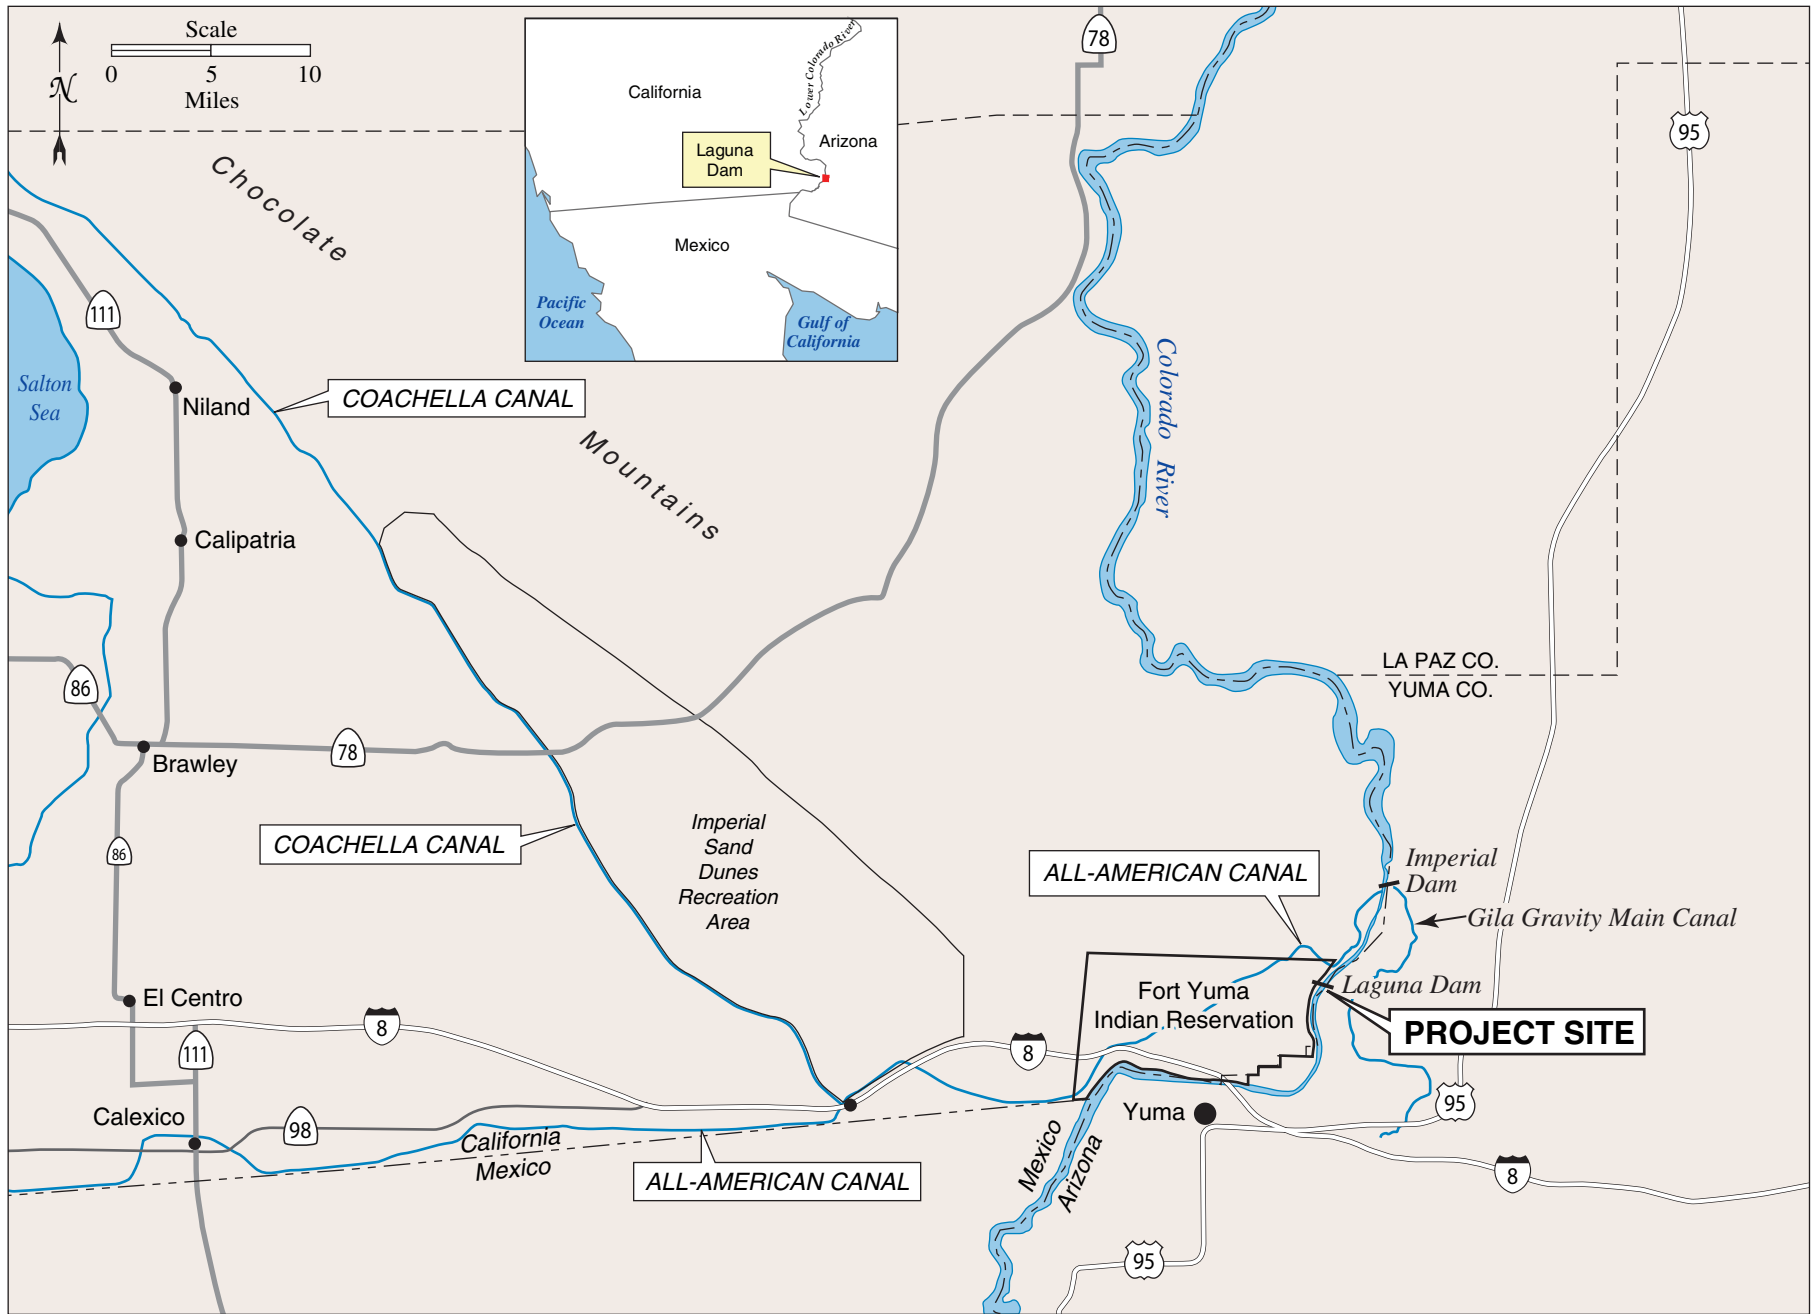 N
Scale
0 5 10
Miles
California
Lower Colorado River
Arizona
Laguna
Dam
Mexico
Pacific
Ocean
Gulf of
California
78
95
Chocolate
Mountains
111
Salton
Sea
Niland
COACHELLA CANAL
Colorado River
Calipatria
86
LA PAZ CO.
YUMA CO.
78
Brawley
86
COACHELLA CANAL
Imperial
Sand
Dunes
Recreation
Area
ALL-AMERICAN CANAL
Imperial
Dam
Gila Gravity Main Canal
Laguna Dam
Fort Yuma
Indian Reservation
PROJECT SITE
El Centro
8
111
8
Calexico
98
California
Mexico
ALL-AMERICAN CANAL
Mexico
Arizona
Yuma
95
8
95